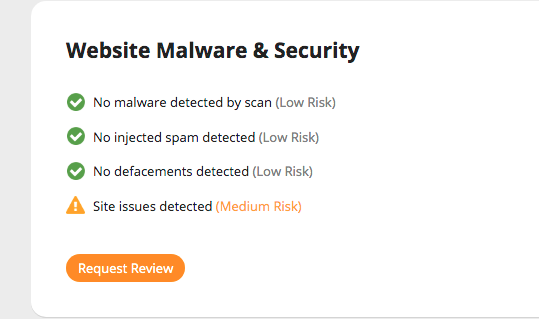 Website Malware & Security
No malware detected by scan (Low Risk)
No injected spam detected (Low Risk)
No defacements detected (Low Risk)
Site issues detected (Medium Risk)
Request Review